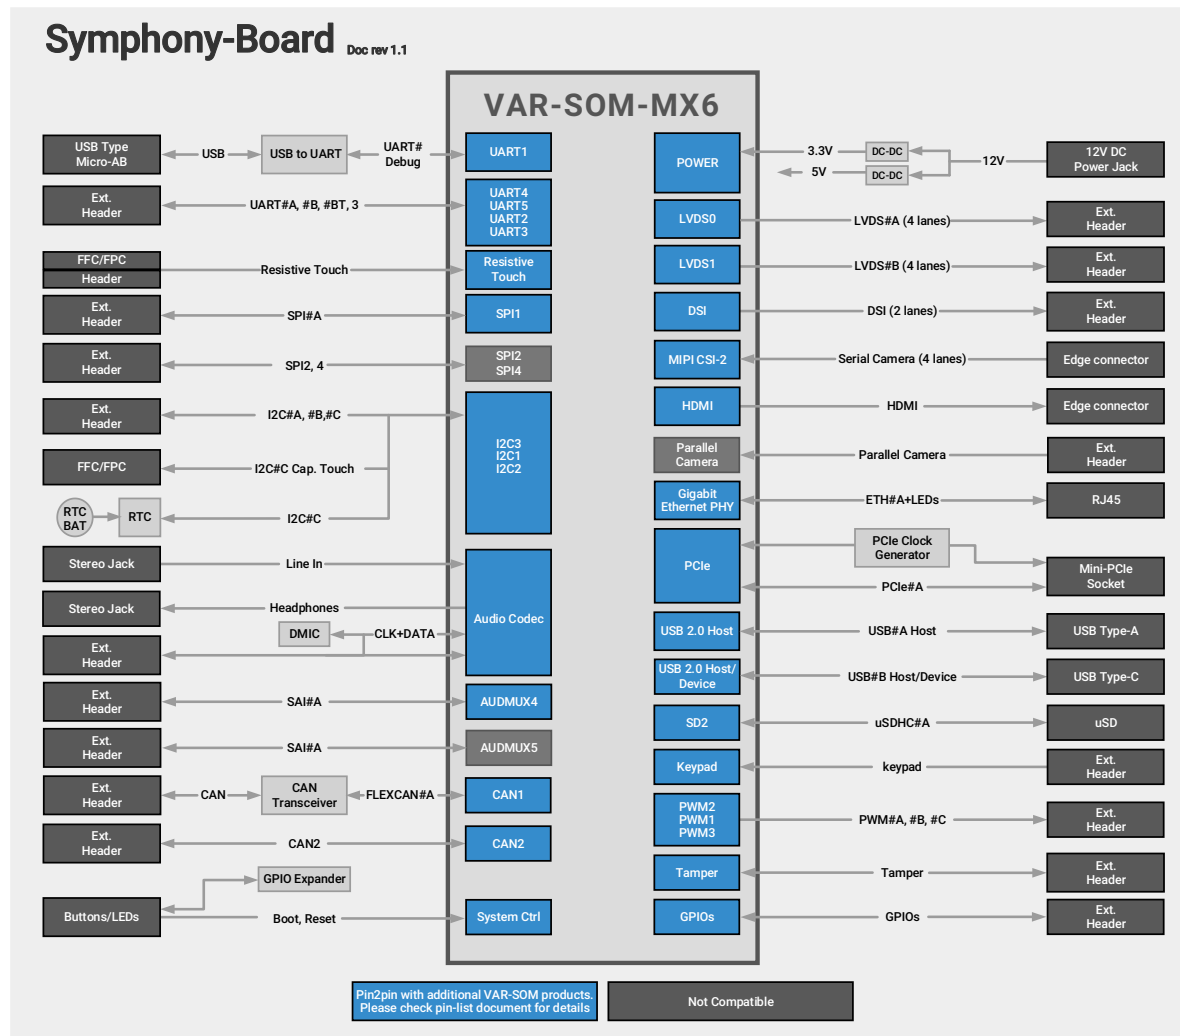 Symphony-Board Doc rev 1.1
VAR-SOM-MX6
USB Type
Micro-AB
USB
USB to UART
UART#
Debug
UART1
Ext.
Header
UART#A, #B, #BT, 3
UART4
UART5
UART2
UART3
FFC/FPC
Header
Resistive Touch
Resistive
Touch
Ext.
Header
SPI#A
SPI1
Ext.
Header
SPI2, 4
SPI2
SPI4
Ext.
Header
I2C#A, #B,#C
I2C3
I2C1
I2C2
FFC/FPC
I2C#C Cap. Touch
RTC
BAT
RTC
I2C#C
Stereo Jack
Line In
Audio Codec
Stereo Jack
Headphones
DMIC
CLK+DATA
Ext.
Header
Ext.
Header
SAI#A
AUDMUX4
Ext.
Header
SAI#A
AUDMUX5
Ext.
Header
CAN
CAN
Transceiver
FLEXCAN#A
CAN1
Ext.
Header
CAN2
CAN2
GPIO Expander
Buttons/LEDs
Boot, Reset
System Ctrl
POWER
3.3V
5V
DC-DC
DC-DC
12V
12V DC
Power Jack
LVDS0
LVDS#A (4 lanes)
Ext.
Header
LVDS1
LVDS#B (4 lanes)
Ext.
Header
DSI
DSI (2 lanes)
Ext.
Header
MIPI CSI-2
Serial Camera (4 lanes)
Edge connector
HDMI
HDMI
Edge connector
Parallel
Camera
Parallel Camera
Ext.
Header
Gigabit
Ethernet PHY
ETH#A+LEDs
RJ45
PCIe
PCIe Clock
Generator
PCIe#A
Mini-PCIe
Socket
USB 2.0 Host
USB#A Host
USB Type-A
USB 2.0 Host/
Device
USB#B Host/Device
USB Type-C
SD2
uSDHC#A
uSD
Keypad
keypad
Ext.
Header
PWM2
PWM1
PWM3
PWM#A, #B, #C
Ext.
Header
Tamper
Tamper
Ext.
Header
GPIOs
GPIOs
Ext.
Header
Pin2pin with additional VAR-SOM products.
Please check pin-list document for details
Not Compatible